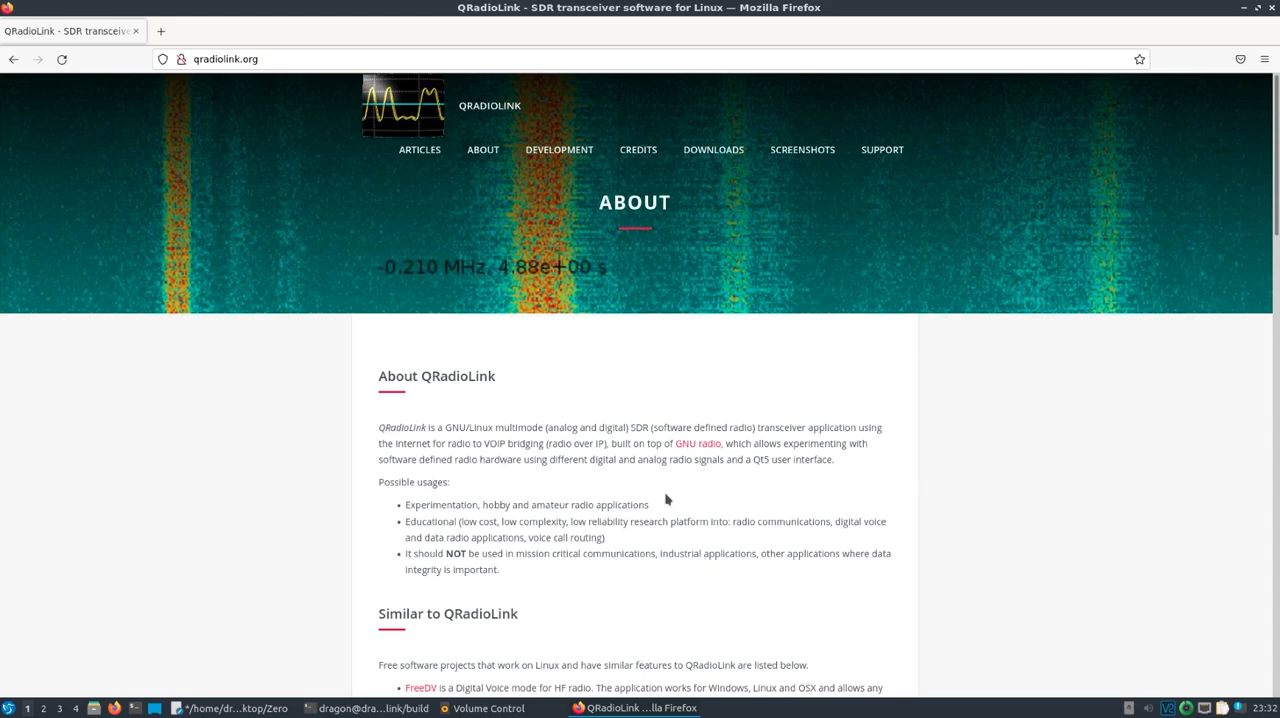 QRadioLink - SDR transceiver software for Linux — Mozilla Firefox
QRadioLink - SDR transceive
qradiolink.org
QRADIOLINK
ARTICLES ABOUT DEVELOPMENT CREDITS DOWNLOADS SCREENSHOTS SUPPORT
ABOUT
-0.210 MHz, 4.88e+00 s
About QRadioLink
QRadioLink is a GNU/Linux multimode (analog and digital) SDR (software defined radio) transceiver application using
the Internet for radio to VOIP bridging (radio over IP), built on top of GNU radio, which allows experimenting with
software defined radio hardware using different digital and analog radio signals and a Qt5 user interface.
Possible usages:
• Experimentation, hobby and amateur radio applications
• Educational (low cost, low complexity, low reliability research platform into: radio communications, digital voice
and data radio applications, voice call routing)
• It should NOT be used in mission critical communications, industrial applications, other applications where data
integrity is important.
Similar to QRadioLink
Free software projects that work on Linux and have similar features to QRadioLink are listed below.
• FreeDV is a Digital Voice mode for HF radio. The application works for Windows, Linux and OSX and allows any
1 2 3 4 */home/dr...ktop/Zero dragon@dra...link/build Volume Control QRadioLink ...lla Firefox 23:32